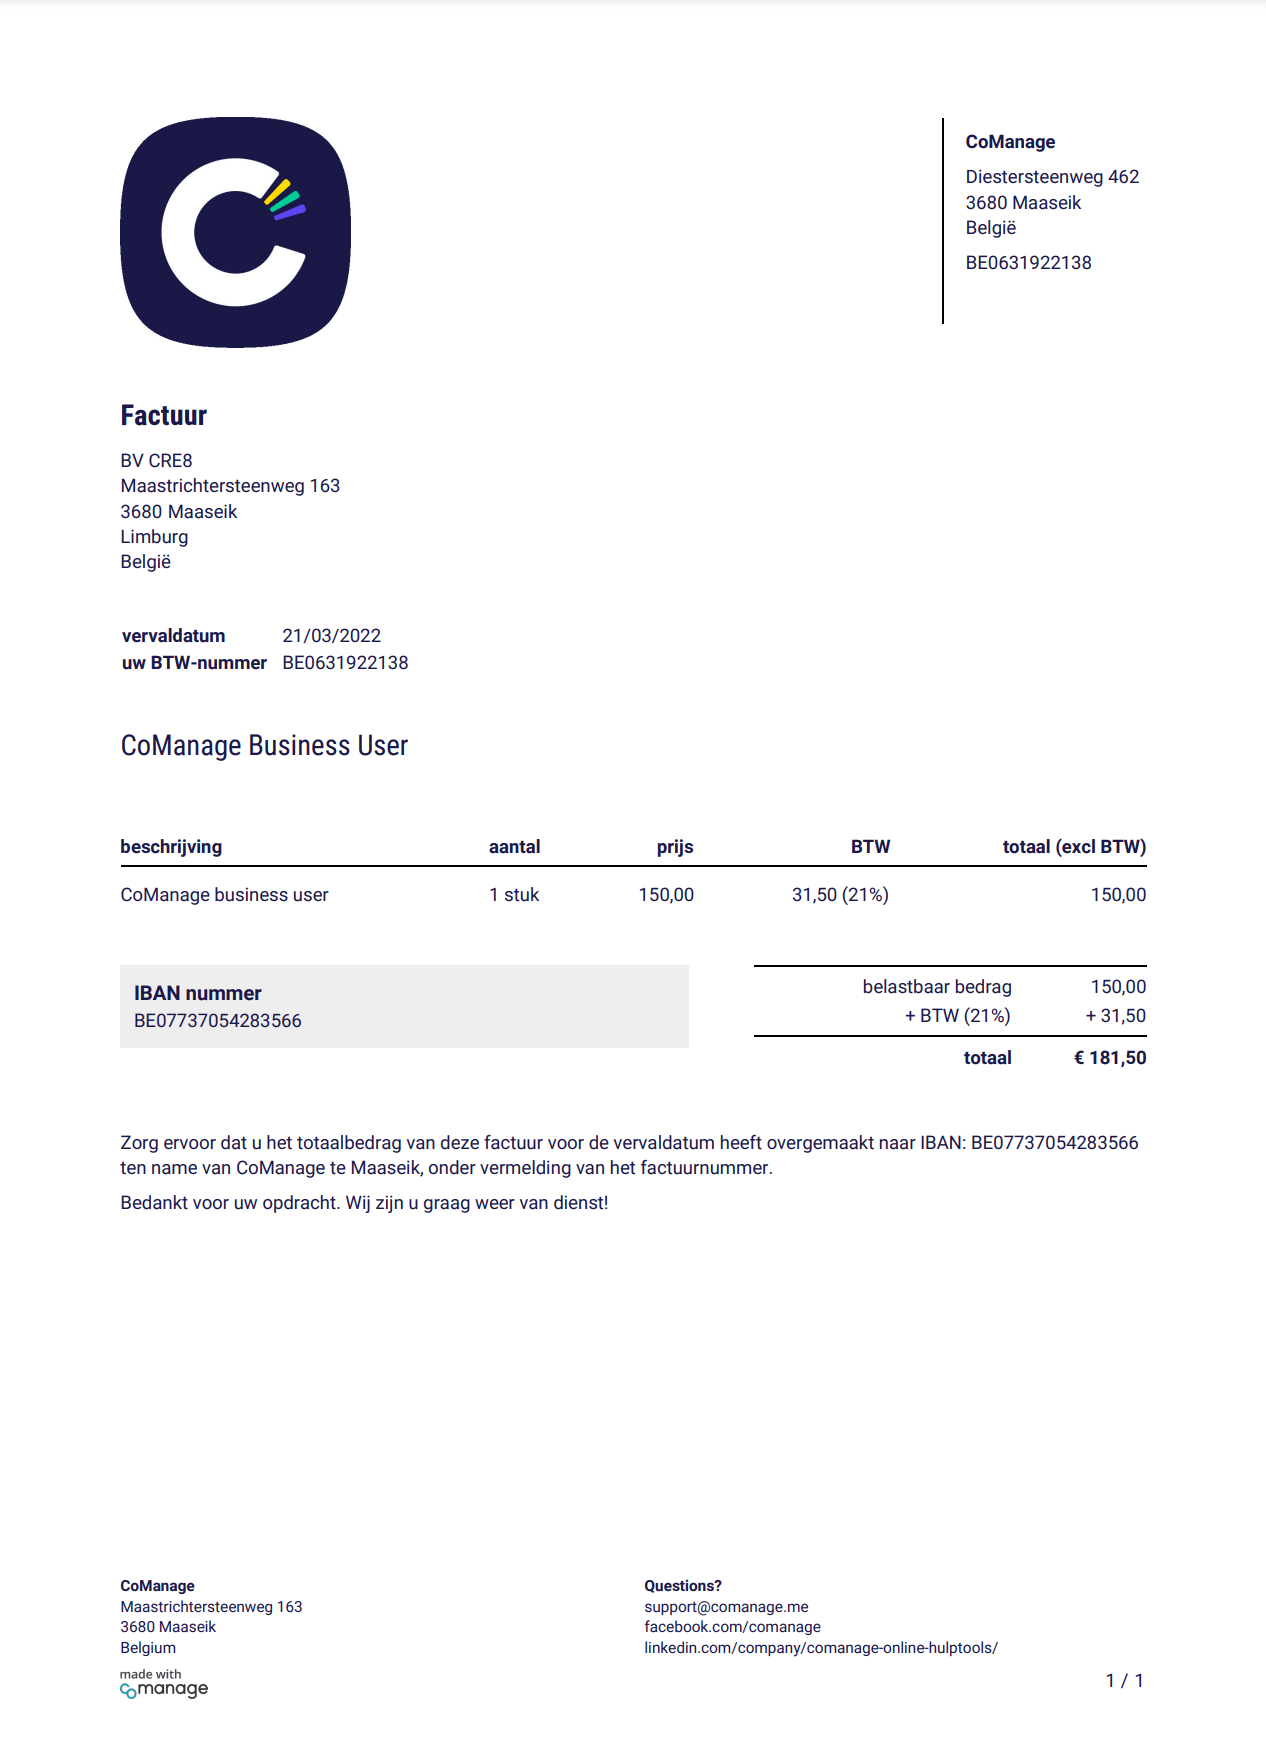 CoManage
Diestersteenweg 462
3680 Maaseik
België
BE0631922138
Factuur
BV CRE8
Maastrichtersteenweg 163
3680 Maaseik
Limburg
België
vervaldatum 21/03/2022
uw BTW-nummer BE0631922138
CoManage Business User
beschrijving aantal prijs BTW totaal (excl BTW)
CoManage business user 1 stuk 150,00 31,50 (21%) 150,00
IBAN nummer
BE07737054283566
belastbaar bedrag 150,00
+ BTW (21%) + 31,50
totaal € 181,50
Zorg ervoor dat u het totaalbedrag van deze factuur voor de vervaldatum heeft overgemaakt naar IBAN: BE07737054283566
ten name van CoManage te Maaseik, onder vermelding van het factuurnummer.
Bedankt voor uw opdracht. Wij zijn u graag weer van dienst!
CoManage
Maastrichtersteenweg 163
3680 Maaseik
Belgium
Questions?
support@comanage.me
facebook.com/comanage
linkedin.com/company/comanage-online-hulptools/
made with
comanage
1 / 1